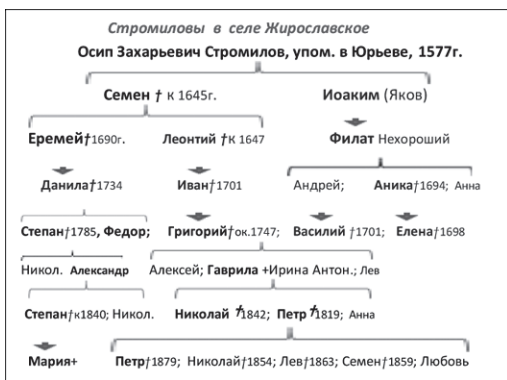 Стромиловы в селе Жирославское
Осип Захарьевич Стромилов, упом. в Юрьеве, 1577г.
Семен † к 1645г. Иоаким (Яков)
Еремей†1690г. Леонтий †К 1647 Филат Нехороший
Данила†1734 Иван†1701 Андрей; Аника†1694; Анна
Степан†1785, Федор; Григорий†ок.1747; Василий †1701; Елена†1698
Никол. Александр Алексей; Гаврила +Ирина Антон.; Лев
Степан†к1840; Никол. Николай †1842; Петр †1819; Анна
Мария+ Петр†1879; Николай†1854; Лев†1863; Семен†1859; Любовь